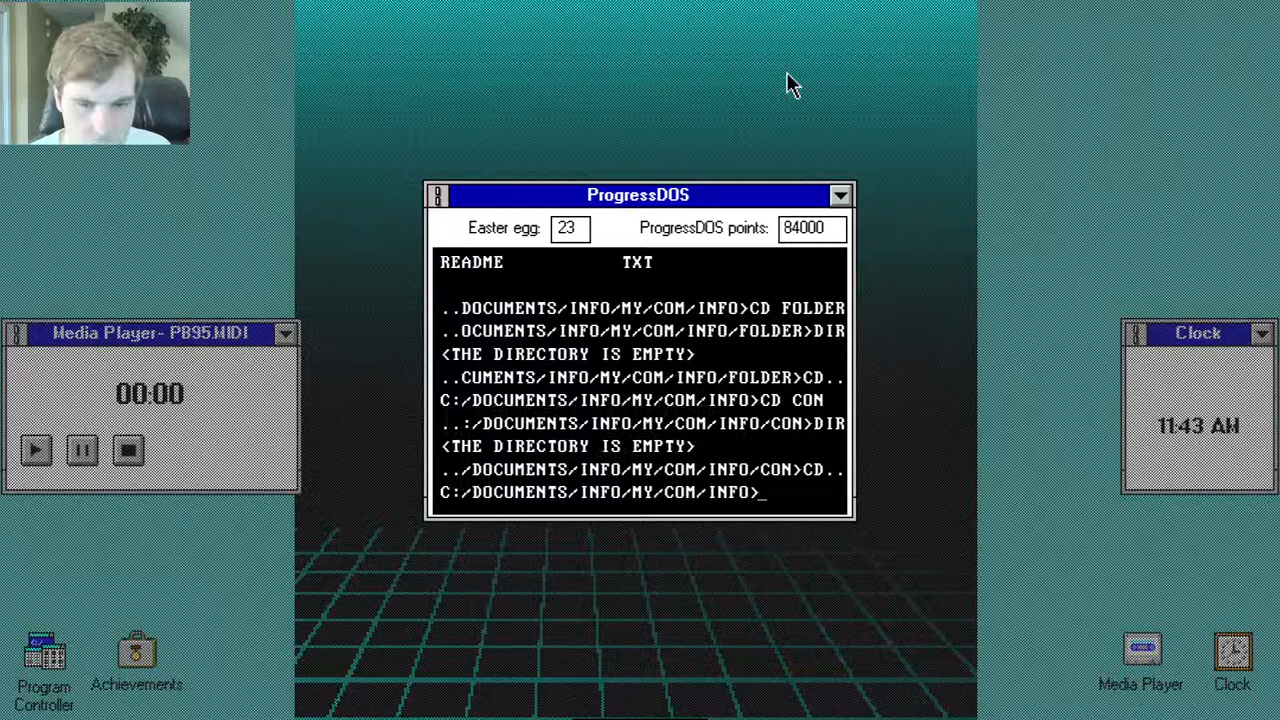 ProgressDOS
Easter egg: 23 ProgressDOS points: 84000
README TXT
..DOCUMENTS/INFO/MY/COM/INFO>CD FOLDER
..OCUMENTS/INFO/MY/COM/INFO/FOLDER>DIR
<THE DIRECTORY IS EMPTY>
..CUMENTS/INFO/MY/COM/INFO/FOLDER>CD..
C:/DOCUMENTS/INFO/MY/COM/INFO>CD CON
..:/DOCUMENTS/INFO/MY/COM/INFO/CON>DIR
<THE DIRECTORY IS EMPTY>
../DOCUMENTS/INFO/MY/COM/INFO/CON>CD..
C:/DOCUMENTS/INFO/MY/COM/INFO>_
Media Player- PB95.MIDI
00:00
Clock
11:43 AM
Program
Controller
Achievements
Media Player
Clock